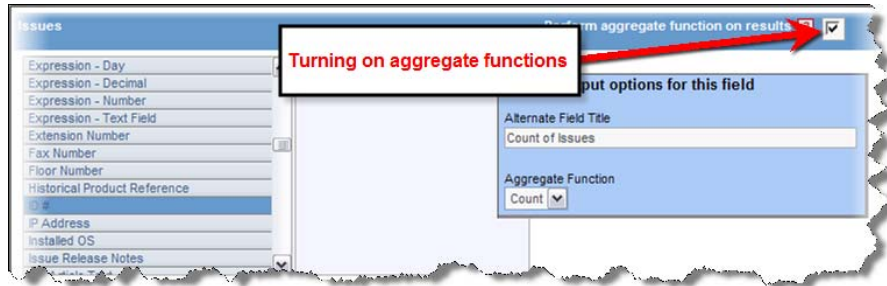 Issues
Perform aggregate function on results
Turning on aggregate functions
Expression - Day
Expression - Decimal
Expression - Number
Expression - Text Field
Extension Number
Fax Number
Floor Number
Historical Product Reference
ID #
IP Address
Installed OS
Issue Release Notes
put options for this field
Alternate Field Title
Count of Issues
Aggregate Function
Count